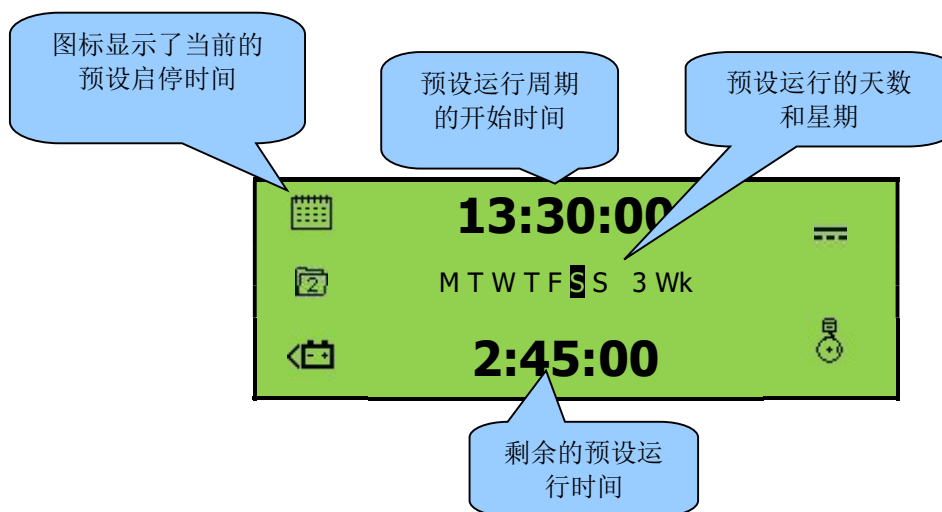 图标显示了当前的
预设启停时间
预设运行周期
的开始时间
预设运行的天数
和星期
13:30:00
2
M T W T F S S 3 Wk
2:45:00
剩余的预设运
行时间